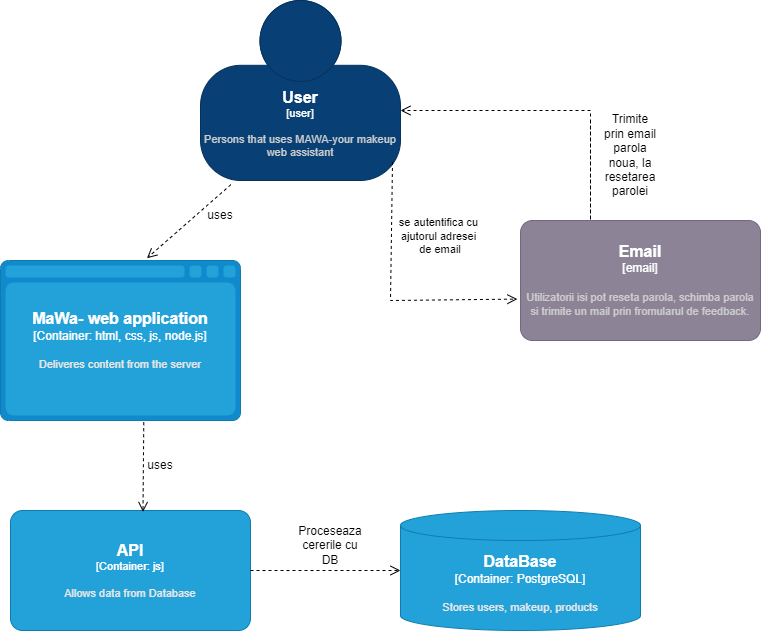 User
[user]
Persons that uses MAWA-your makeup
web assistant
Trimite
prin email
parola
noua, la
resetarea
parolei
uses
se autentifica cu
ajutorul adresei
de email
Email
[email]
Utilizatorii isi pot reseta parola, schimba parola
si trimite un mail prin fromularul de feedback.
MaWa- web application
[Container: html, css, js, node.js]
Deliveres content from the server
uses
API
[Container: js]
Allows data from Database
Proceseaza
cererile cu
DB
DataBase
[Container: PostgreSQL]
Stores users, makeup, products